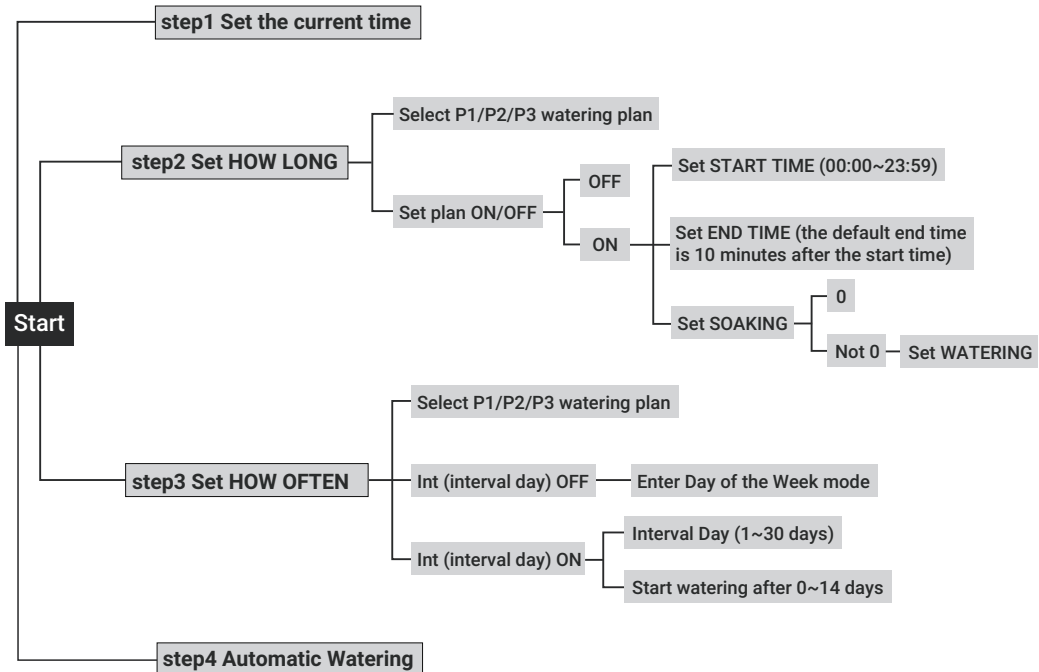 step1 Set the current time
Select P1/P2/P3 watering plan
step2 Set HOW LONG
Set plan ON/OFF
OFF
ON
Set START TIME (00:00~23:59)
Set END TIME (the default end time
is 10 minutes after the start time)
Set SOAKING
0
Not 0
Set WATERING
Start
Select P1/P2/P3 watering plan
step3 Set HOW OFTEN
Int (interval day) OFF
Enter Day of the Week mode
Int (interval day) ON
Interval Day (1~30 days)
Start watering after 0~14 days
step4 Automatic Watering